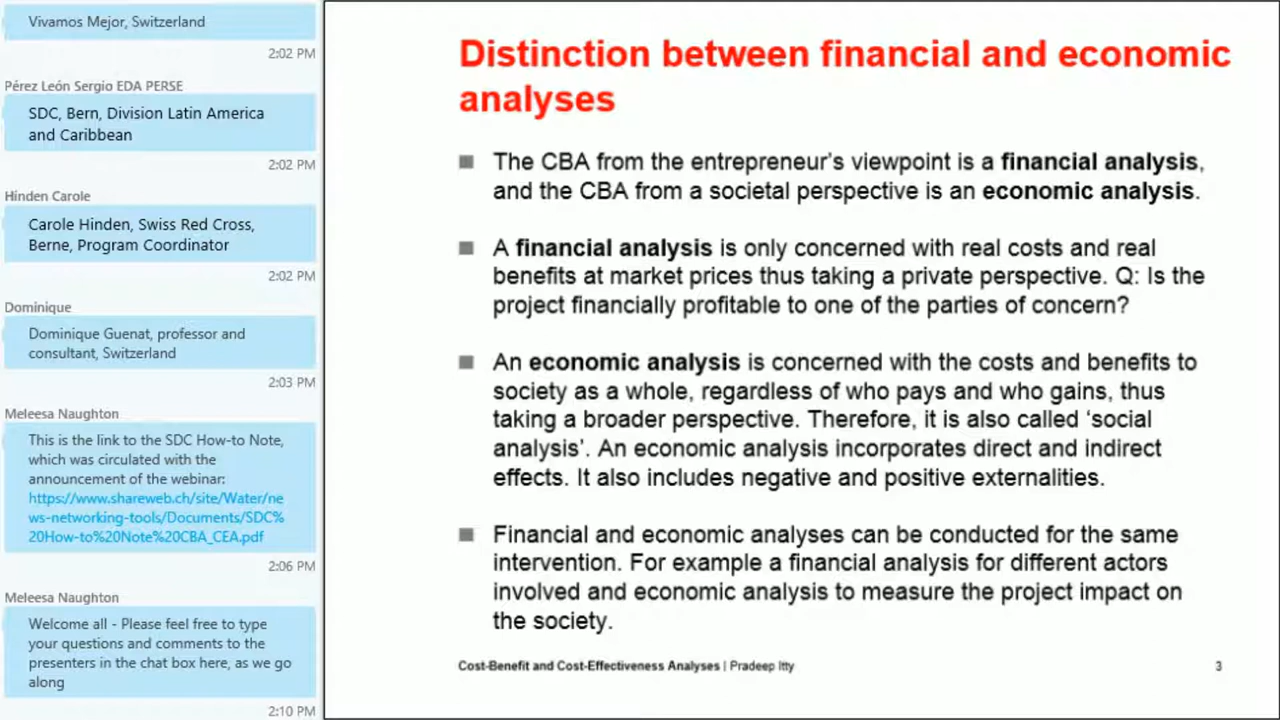 Vivamos Mejor, Switzerland
2:02 PM
Pérez León Sergio EDA PERSE
SDC, Bern, Division Latin America
and Caribbean
2:02 PM
Hinden Carole
Carole Hinden, Swiss Red Cross,
Berne, Program Coordinator
2:02 PM
Dominique
Dominique Guenat, professor and
consultant, Switzerland
2:03 PM
Meleesa Naughton
This is the link to the SDC How-to Note,
which was circulated with the
announcement of the webinar:
https://www.shareweb.ch/site/Water/ne
ws-networking-tools/Documents/SDC%
20How-to%20Note%20CBA_CEA.pdf
2:06 PM
Meleesa Naughton
Welcome all - Please feel free to type
your questions and comments to the
presenters in the chat box here, as we go
along
2:10 PM
Distinction between financial and economic
analyses
The CBA from the entrepreneur's viewpoint is a financial analysis,
and the CBA from a societal perspective is an economic analysis.
A financial analysis is only concerned with real costs and real
benefits at market prices thus taking a private perspective. Q: Is the
project financially profitable to one of the parties of concern?
An economic analysis is concerned with the costs and benefits to
society as a whole, regardless of who pays and who gains, thus
taking a broader perspective. Therefore, it is also called 'social
analysis'. An economic analysis incorporates direct and indirect
effects. It also includes negative and positive externalities.
Financial and economic analyses can be conducted for the same
intervention. For example a financial analysis for different actors
involved and economic analysis to measure the project impact on
the society.
Cost-Benefit and Cost-Effectiveness Analyses | Pradeep Itty
3